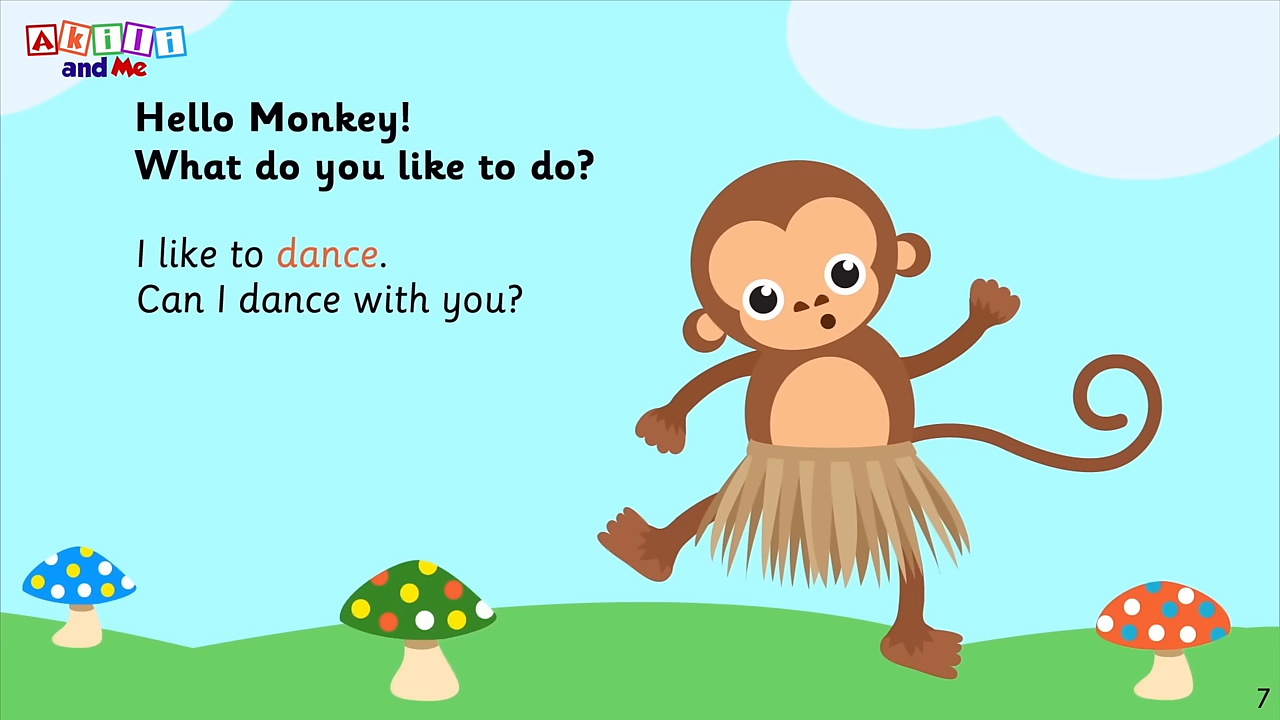 Akili
and Me
Hello Monkey!
What do you like to do?
I like to dance.
Can I dance with you?
7